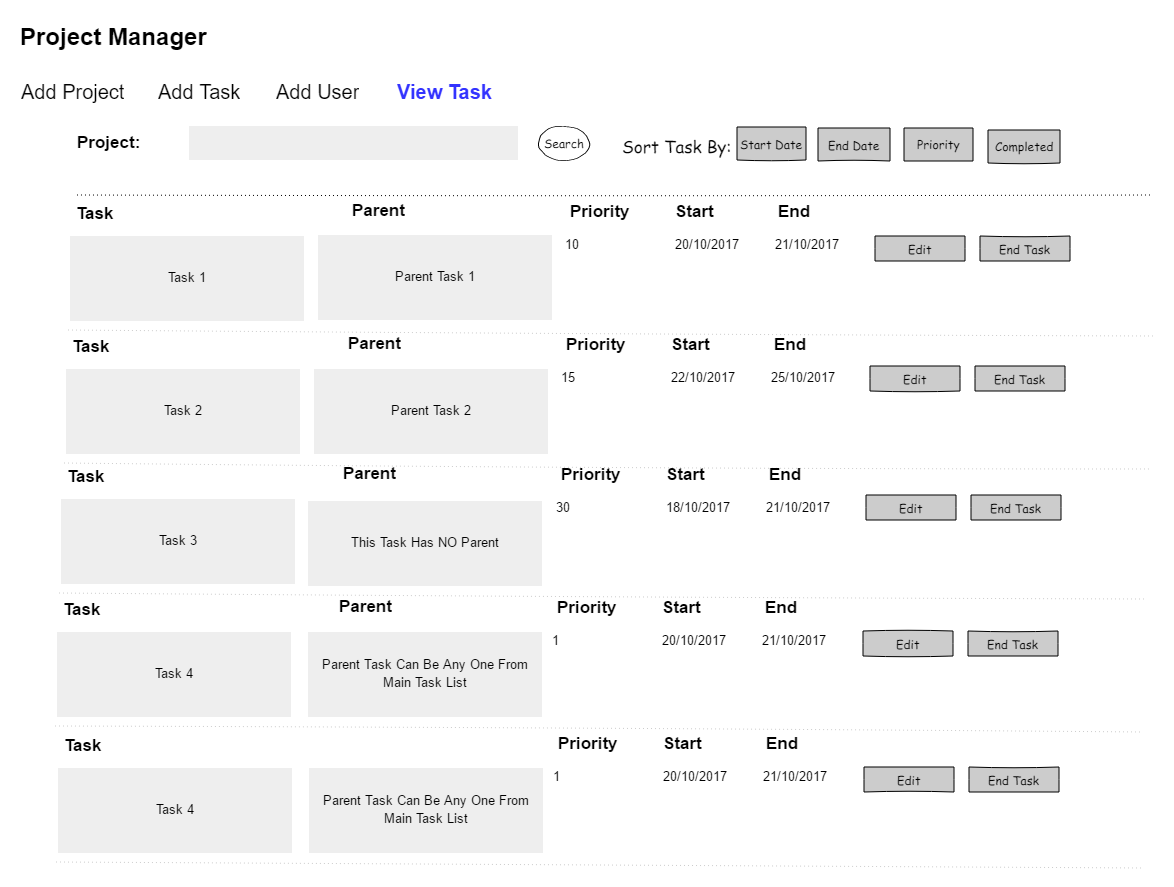 Project Manager
Add Project Add Task Add User View Task
Project: Search Sort Task By: Start Date End Date Priority Completed
Task Parent Priority Start End
Task 1 Parent Task 1 10 20/10/2017 21/10/2017 Edit End Task
Task Parent Priority Start End
Task 2 Parent Task 2 15 22/10/2017 25/10/2017 Edit End Task
Task Parent Priority Start End
Task 3 This Task Has NO Parent 30 18/10/2017 21/10/2017 Edit End Task
Task Parent Priority Start End
1 20/10/2017 21/10/2017 Edit End Task
Task 4 Parent Task Can Be Any One From
Main Task List
Task Parent Priority Start End
1 20/10/2017 21/10/2017 Edit End Task
Task 4 Parent Task Can Be Any One From
Main Task List